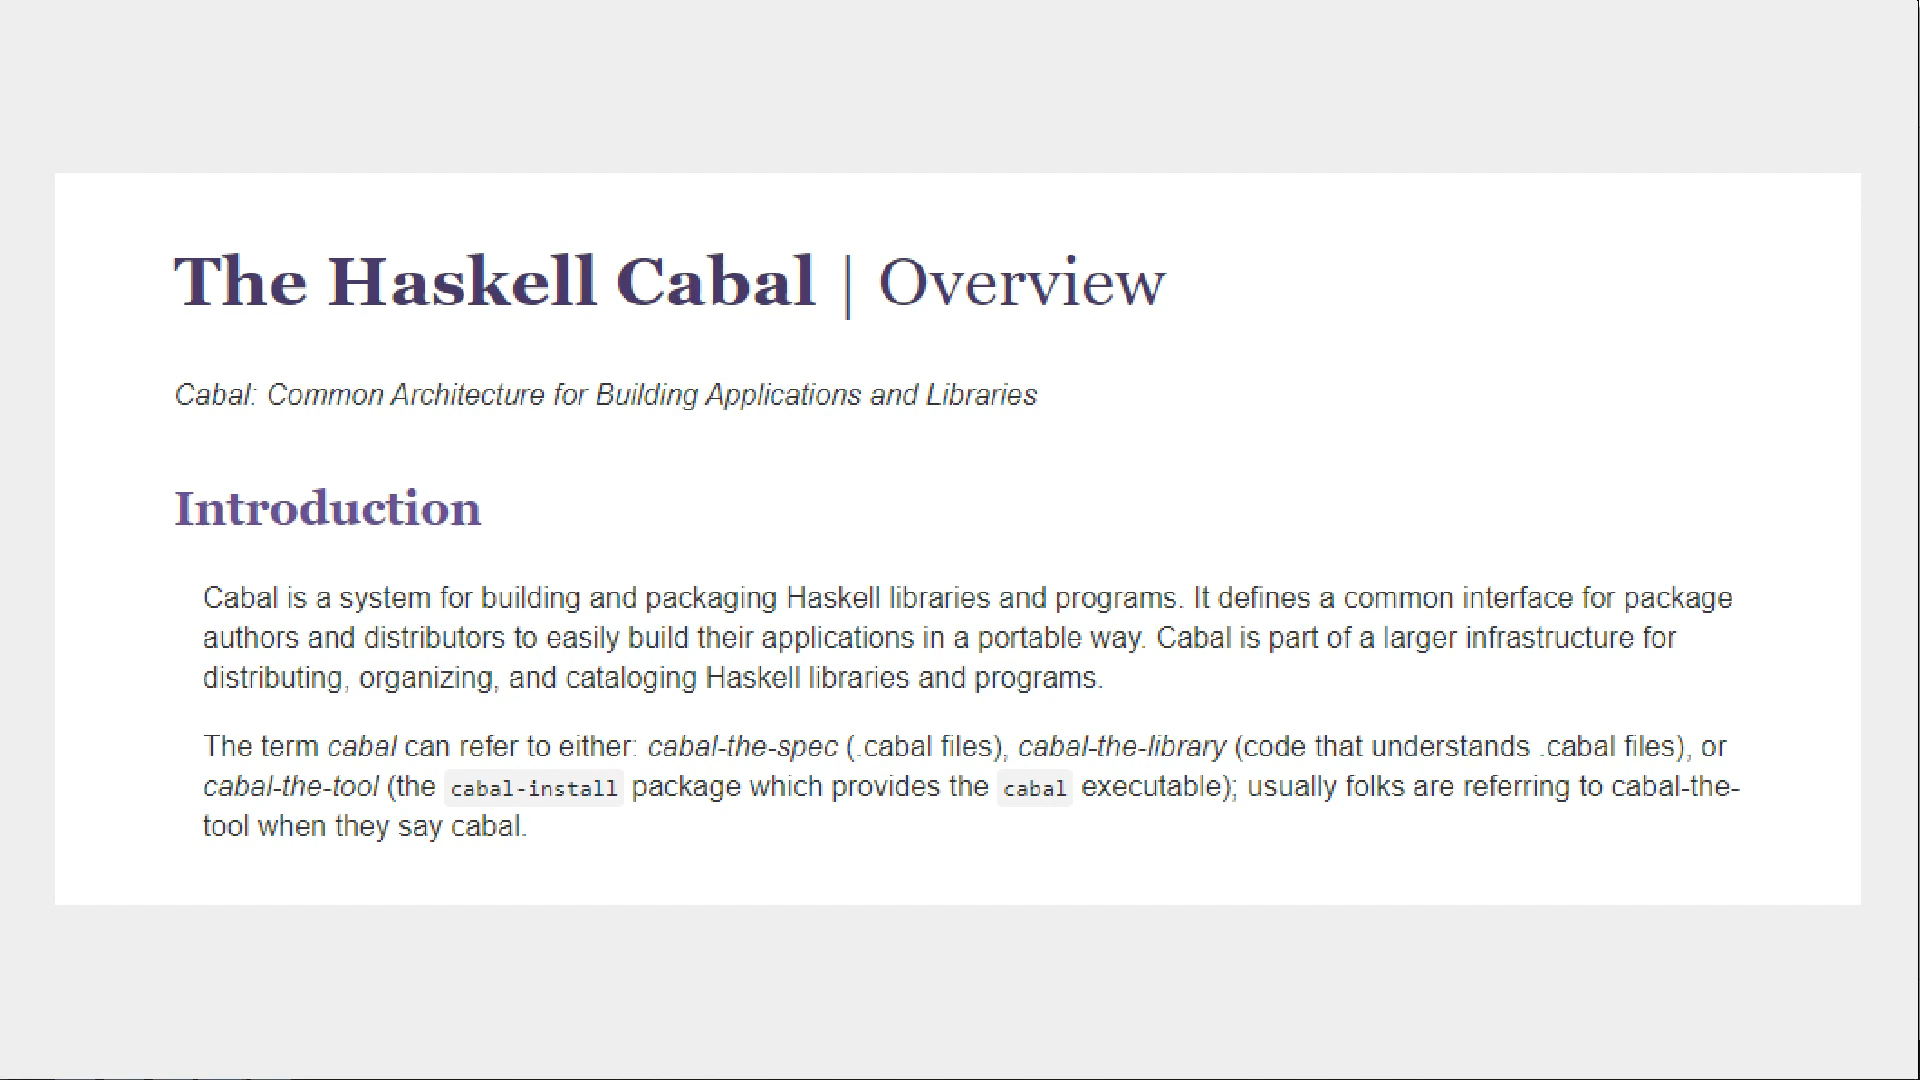 The Haskell Cabal | Overview
Cabal: Common Architecture for Building Applications and Libraries
Introduction
Cabal is a system for building and packaging Haskell libraries and programs. It defines a common interface for package
authors and distributors to easily build their applications in a portable way. Cabal is part of a larger infrastructure for
distributing, organizing, and cataloging Haskell libraries and programs.
The term cabal can refer to either: cabal-the-spec (.cabal files), cabal-the-library (code that understands .cabal files), or
cabal-the-tool (the cabal-install package which provides the cabal executable); usually folks are referring to cabal-the-
tool when they say cabal.